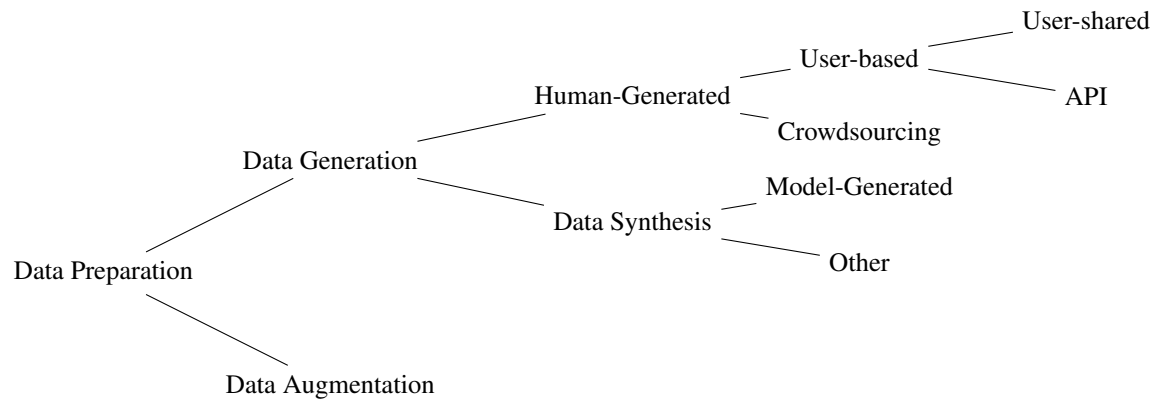 User-shared
User-based
Human-Generated
API
Crowdsourcing
Data Generation
Model-Generated
Data Synthesis
Data Preparation
Other
Data Augmentation